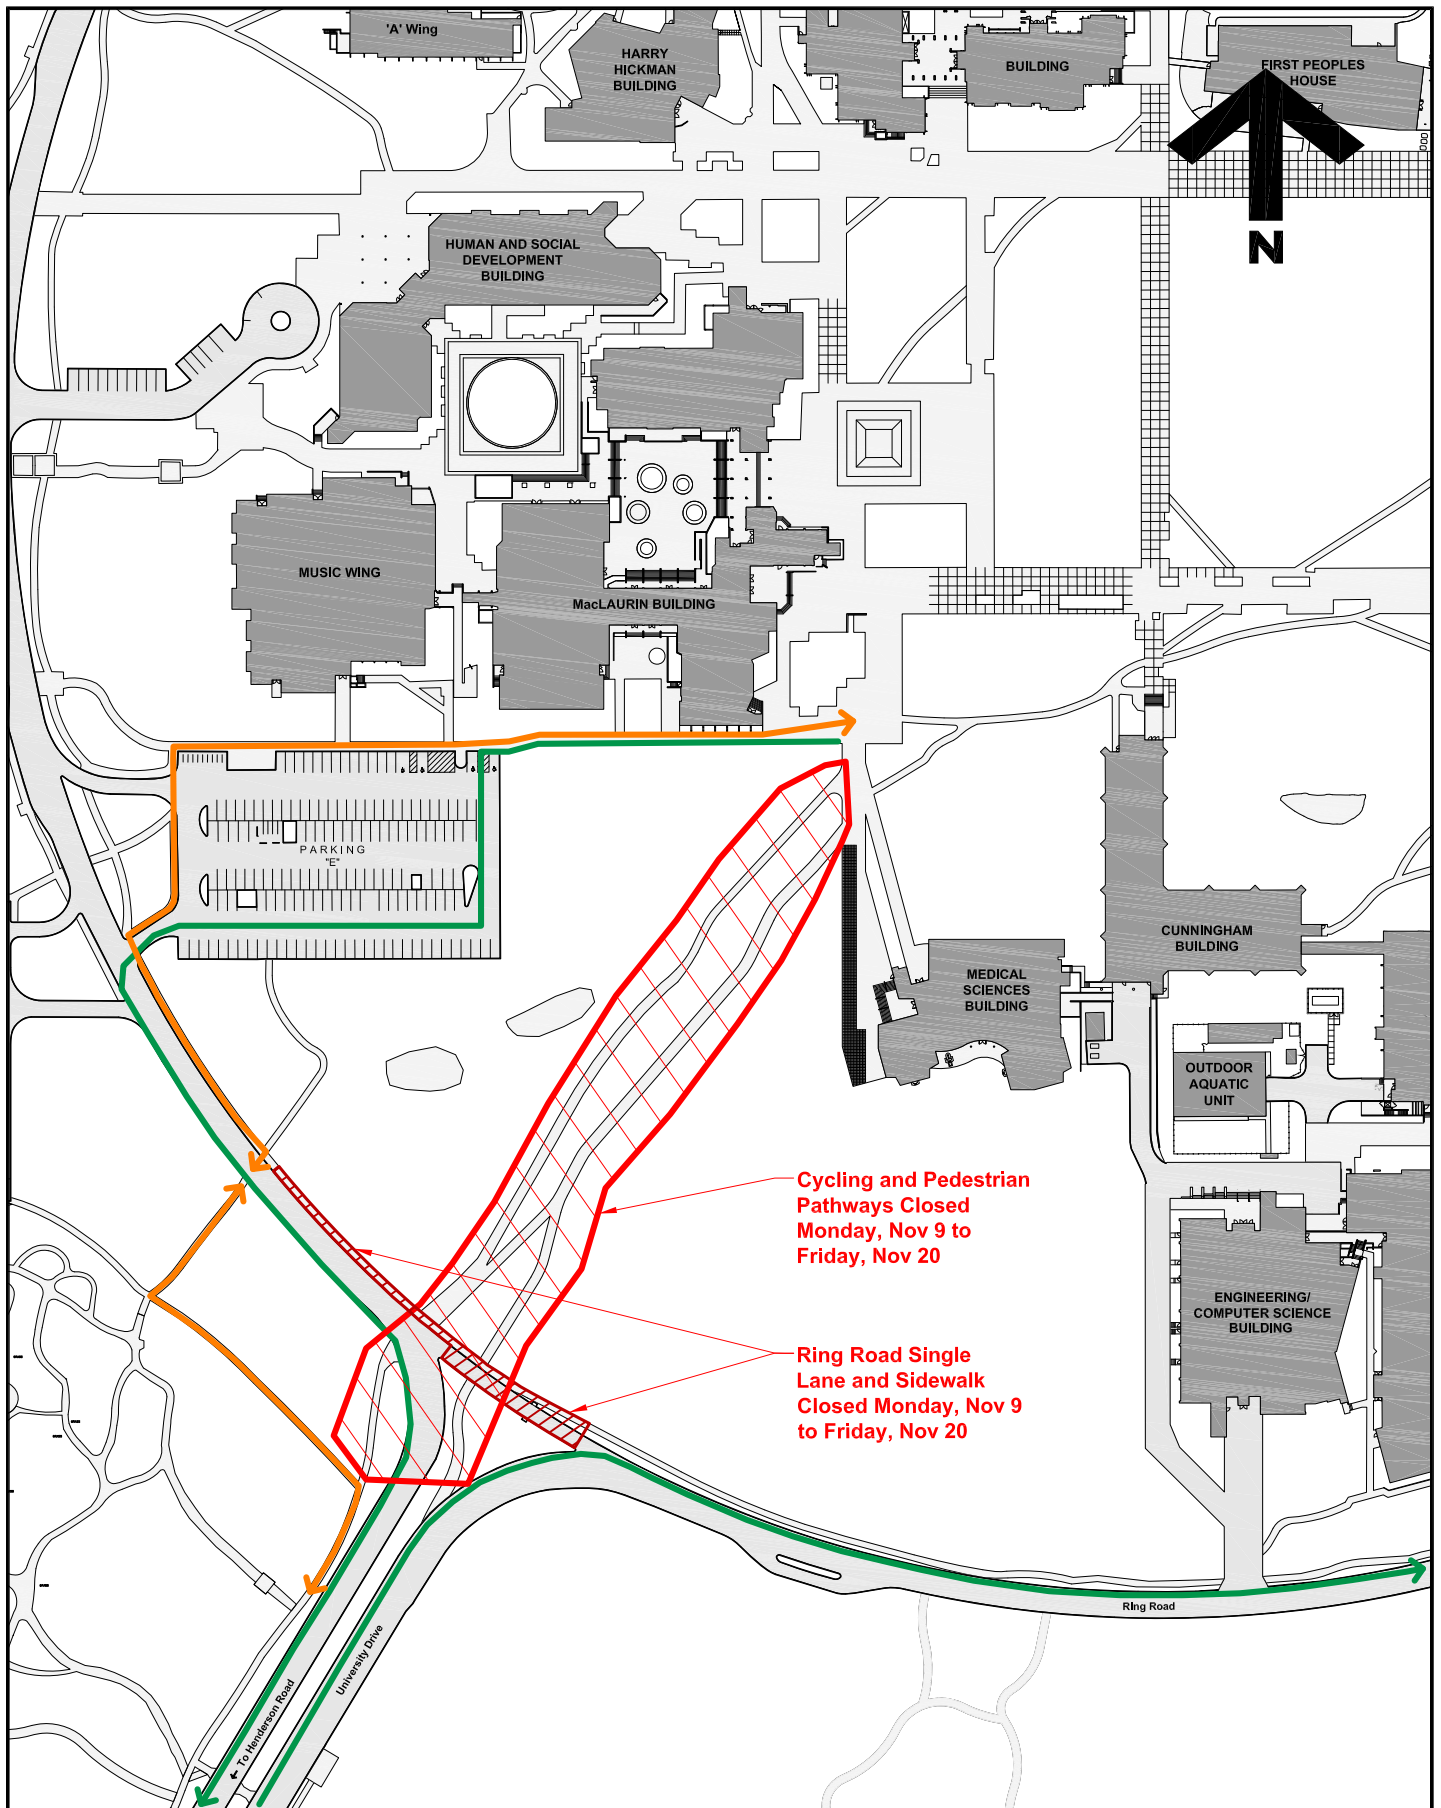 'A' Wing
HARRY
HICKMAN
BUILDING
BUILDING
FIRST PEOPLES
HOUSE
N
HUMAN AND SOCIAL
DEVELOPMENT
BUILDING
MUSIC WING
MacLAURIN BUILDING
PARKING
"E"
CUNNINGHAM
BUILDING
MEDICAL
SCIENCES
BUILDING
OUTDOOR
AQUATIC
UNIT
Cycling and Pedestrian
Pathways Closed
Monday, Nov 9 to
Friday, Nov 20
ENGINEERING/
COMPUTER SCIENCE
BUILDING
Ring Road Single
Lane and Sidewalk
Closed Monday, Nov 9
to Friday, Nov 20
Ring Road
University Drive
To Henderson Road